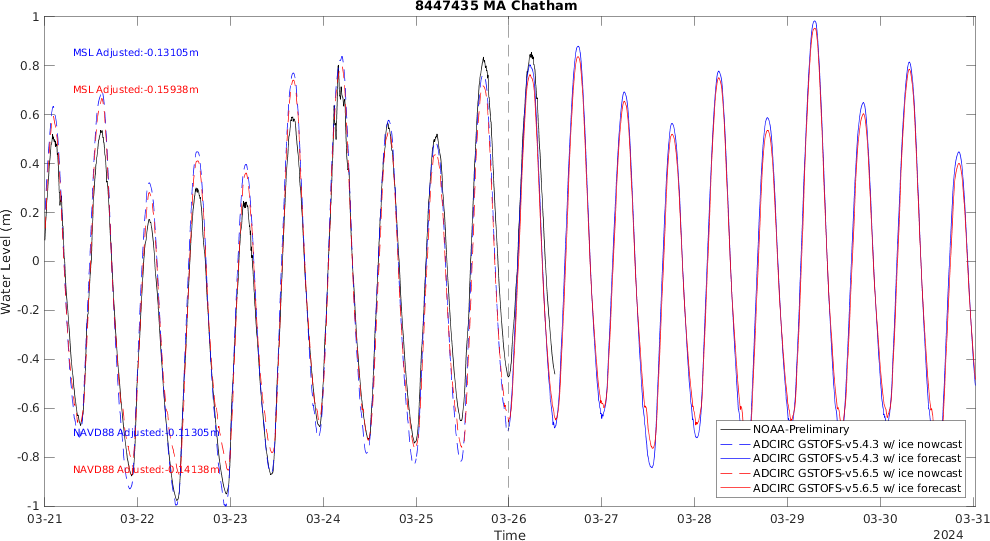 8447435 MA Chatham
MSL Adjusted:-0.13105m
MSL Adjusted:-0.15938m
NAVD88 Adjusted:-0.11305m
NAVD88 Adjusted:-0.14138m
Water Level (m)
1
0.8
0.6
0.4
0.2
0
-0.2
-0.4
-0.6
-0.8
-1
NOAA-Preliminary
ADCIRC GSTOFS-v5.4.3 w/ ice nowcast
ADCIRC GSTOFS-v5.4.3 w/ ice forecast
ADCIRC GSTOFS-v5.6.5 w/ ice nowcast
ADCIRC GSTOFS-v5.6.5 w/ ice forecast
03-21 03-22 03-23 03-24 03-25 03-26 03-27 03-28 03-29 03-30 03-31
Time
2024